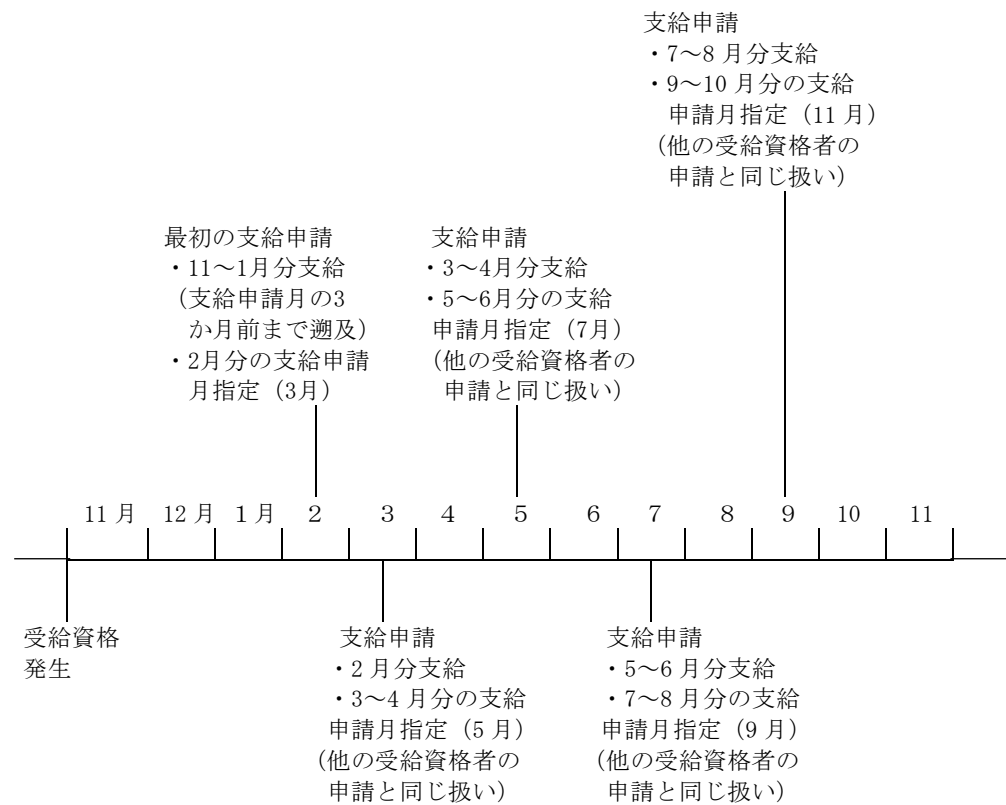 支給申請
・7～8 月分支給
・9～10 月分の支給
申請月指定（11 月）
（他の受給資格者の
申請と同じ扱い）
最初の支給申請
・11～1月分支給
（支給申請月の3
か月前まで遡及）
・2月分の支給申請
月指定（3月）
支給申請
・3～4月分支給
・5～6月分の支給
申請月指定（7月）
（他の受給資格者の
申請と同じ扱い）
11 月 12 月 1 月 2 3 4 5 6 7 8 9 10 11
受給資格
発生
支給申請
・2 月分支給
・3～4 月分の支給
申請月指定（5 月）
（他の受給資格者の
申請と同じ扱い）
支給申請
・5～6 月分支給
・7～8 月分の支給
申請月指定（9 月）
（他の受給資格者の
申請と同じ扱い）